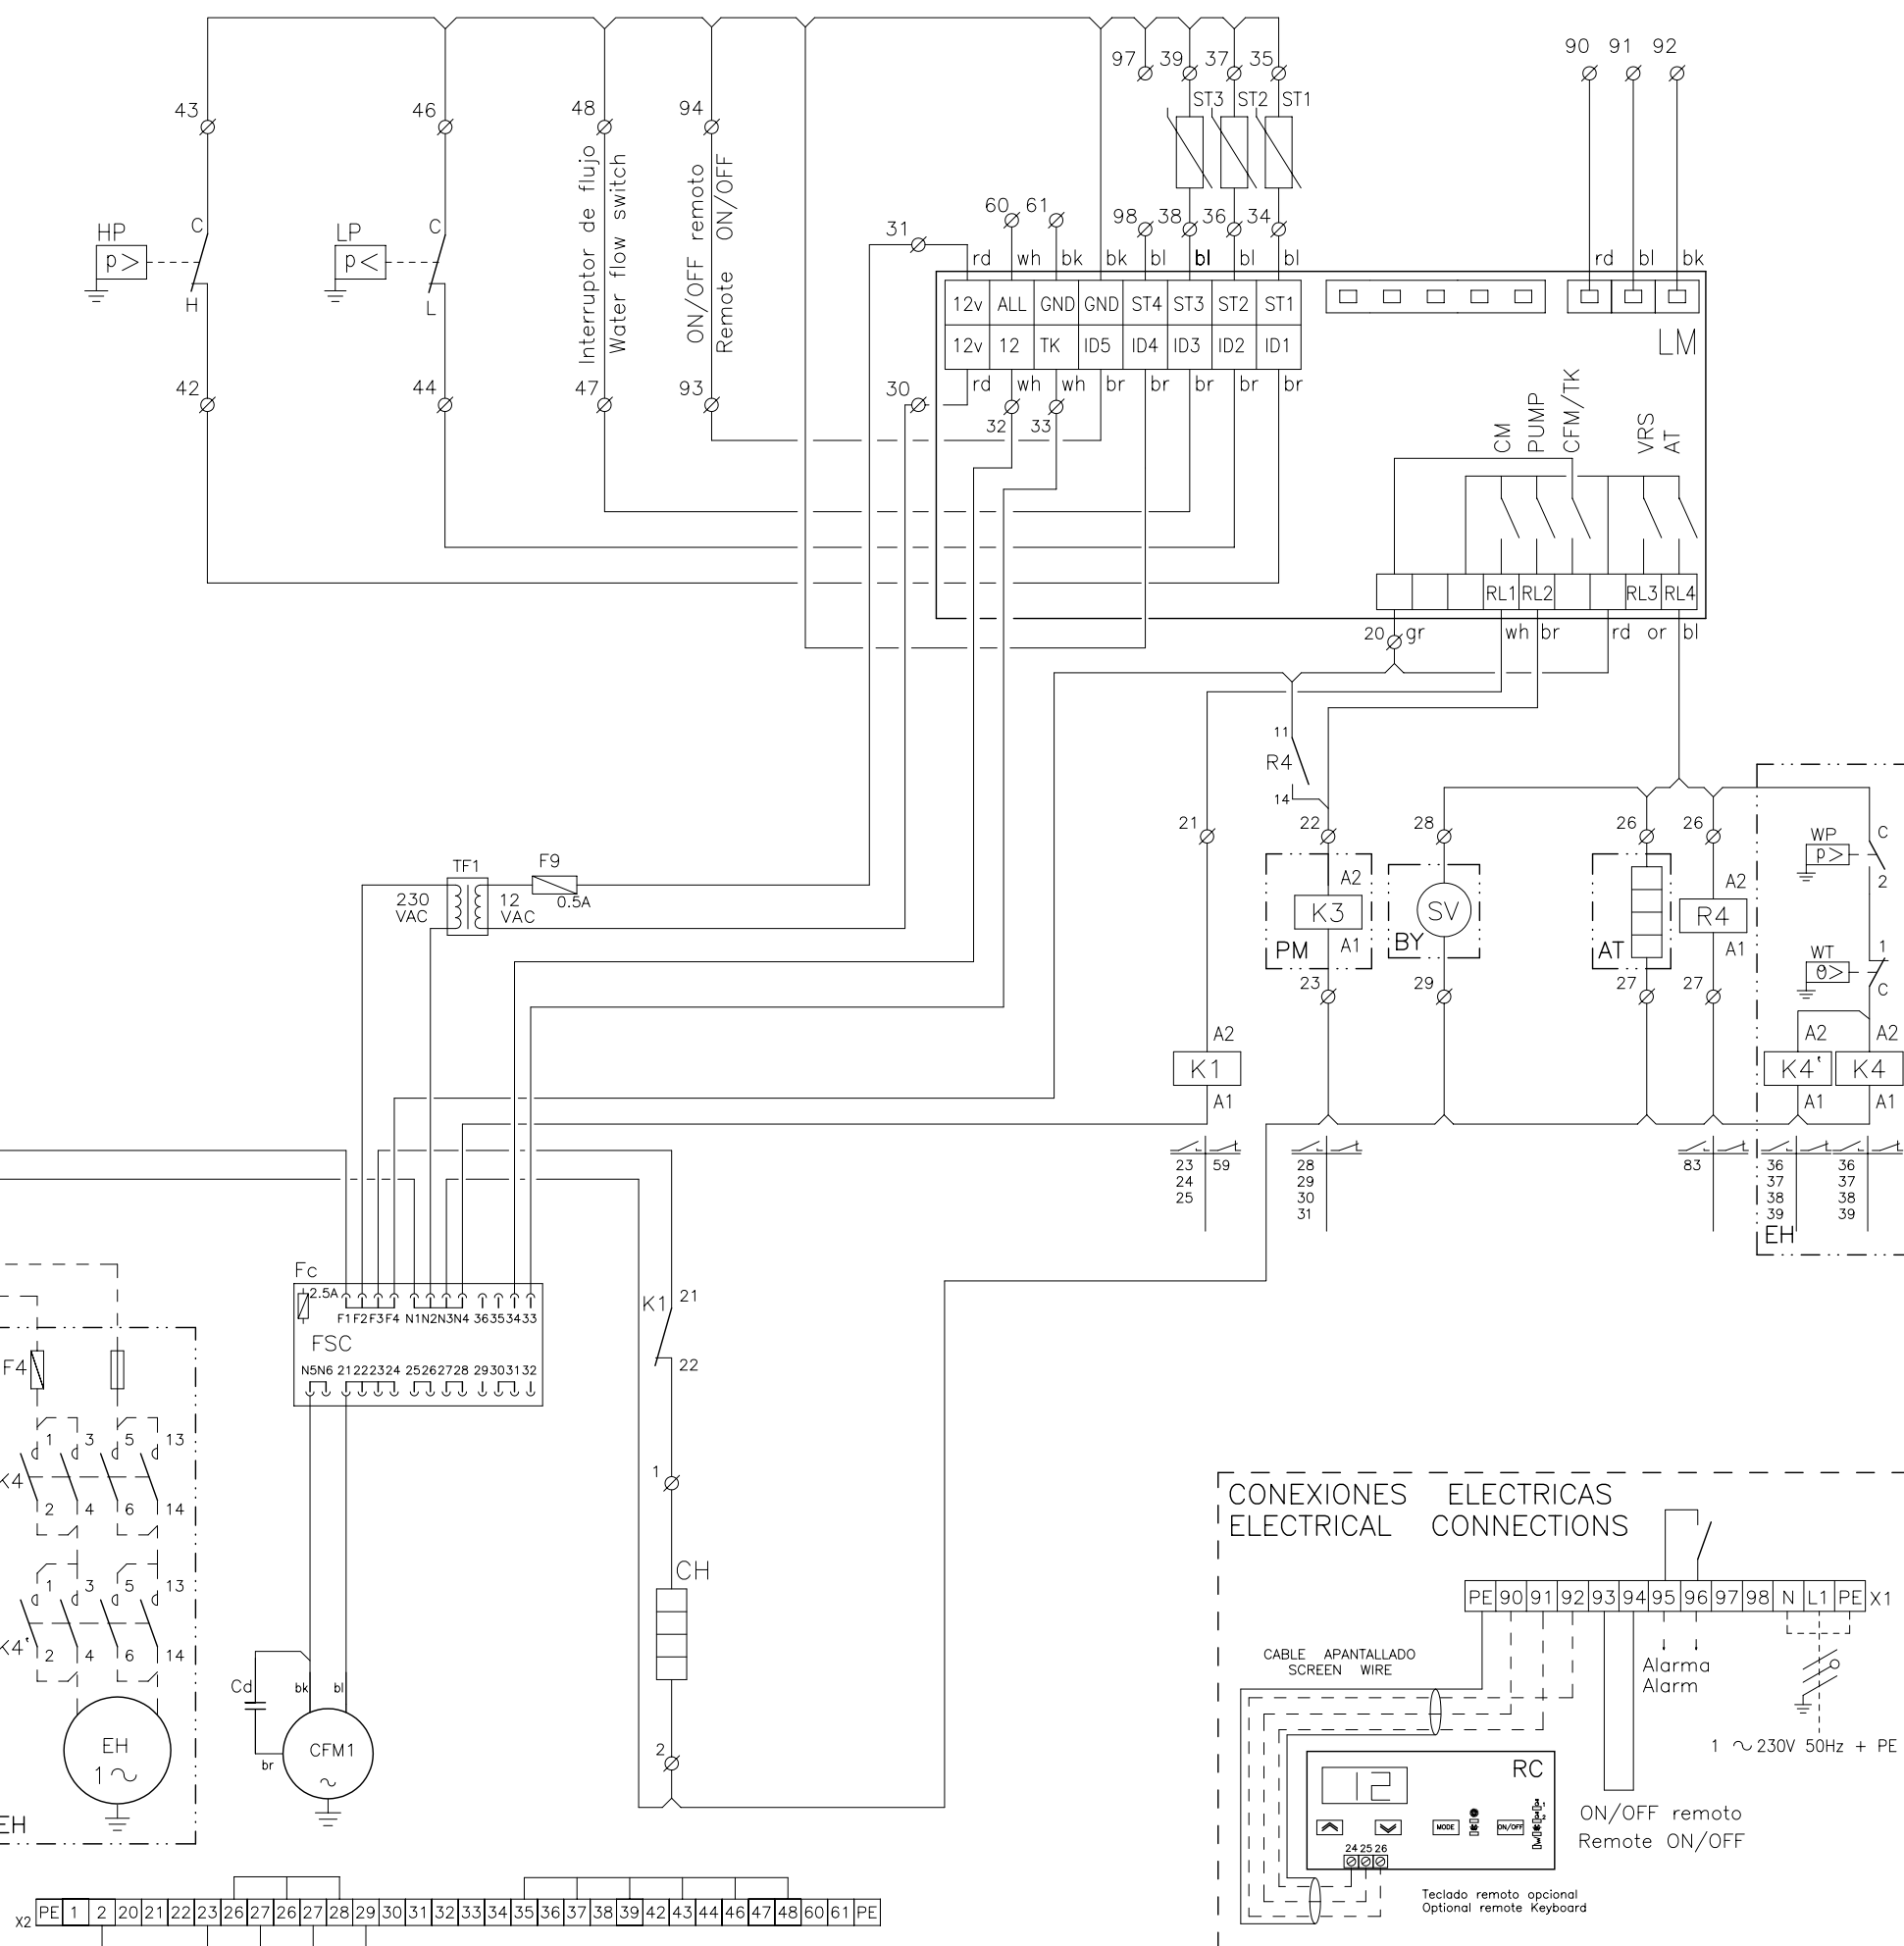 97 39 37 35 90 91 92
ST3 ST2 ST1
43 46 48 94
Interruptor de flujo
Water flow switch
ON/OFF remoto
Remote ON/OFF
HP
p>
C
H
LP
p<
C
L
42 44 47 93
31 60 61 98 38 36 34
rd wh bk bk bl bl bl bl
rd bl bk
12v ALL GND GND ST4 ST3 ST2 ST1
12v 12 TK ID5 ID4 ID3 ID2 ID1
LM
30 rd wh wh br br br br br
32 33
CM
PUMP
CFM/TK
VRS
AT
RL1 RL2 RL3 RL4
20 gr wh br rd or bl
11
R4
14
21 22 28 26 26
WP
p>
C
2
TF1
F9
0.5A
230
VAC
12
VAC
A2
K3
A1
PM
SV
BY
AT
A2
R4
A1
WT
θ>
1
C
23 29 27 27
A2
K1
A1
A2
K4'
A1
A2
K4
A1
23 59
24
25
28
29
30
31
83
36
37
38
39
36
37
38
39
EH
Fc
2.5A
F1 F2 F3 F4 N1 N2 N3 N4 36 35 34 33
FSC
N5 N6 21 22 23 24 25 26 27 28 29 30 31 32
K1
21
22
F4
1 3 5 13
K4
2 4 6 14
1 3 5 13
K4'
2 4 6 14
EH
1~
EH
Cd
bk bl
br
CFM1
~
1
CH
2
CONEXIONES ELECTRICAS
ELECTRICAL CONNECTIONS
PE 90 91 92 93 94 95 96 97 98 N L1 PE X1
CABLE APANTALLADO
SCREEN WIRE
Alarma
Alarm
1 ~ 230V 50Hz + PE
RC
12
MODE
ON/OFF
24 25 26
ON/OFF remoto
Remote ON/OFF
Teclado remoto opcional
Optional remote Keyboard
X2 PE 1 2 20 21 22 23 26 27 26 27 28 29 30 31 32 33 34 35 36 37 38 39 42 43 44 46 47 48 60 61 PE